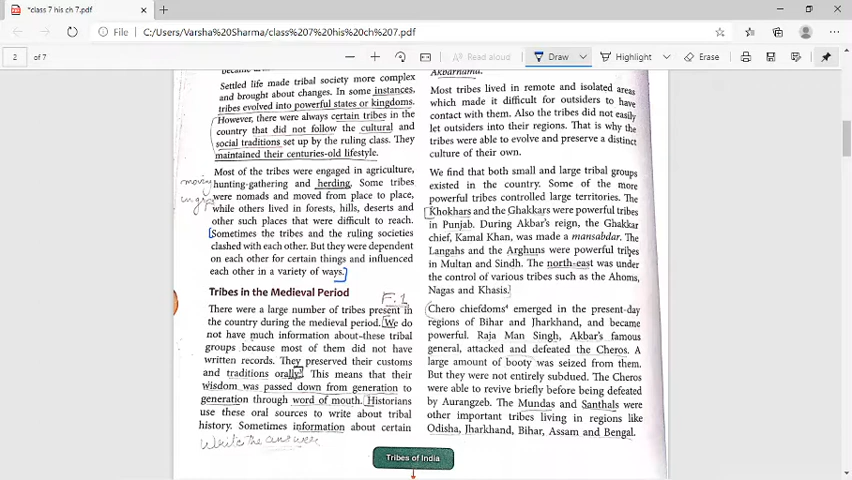 *class 7 his ch 7.pdf
File
C:/Users/Varsha%20Sharma/class%207%20his%20ch%207.pdf
2
of 7
Read aloud
Draw
Highlight
Erase
Settled life made tribal society more complex
and brought about changes. In some instances,
tribes evolved into powerful states or kingdoms.
However, there were always certain tribes in the
country that did not follow the cultural and
social traditions set up by the ruling class. They
maintained their centuries-old lifestyle.
Most of the tribes were engaged in agriculture,
moving
hunting-gathering and herding. Some tribes
were nomads and moved from place to place,
while others lived in forests, hills, deserts and
other such places that were difficult to reach.
Sometimes the tribes and the ruling societies
clashed with each other. But they were dependent
on each other for certain things and influenced
each other in a variety of ways.
Tribes in the Medieval Period
F.1
There were a large number of tribes present in
the country during the medieval period. We do
not have much information about these tribal
groups because most of them did not have
written records. They preserved their customs
and traditions orally. This means that their
wisdom was passed down from generation to
generation through word of mouth. Historians
use these oral sources to write about tribal
history. Sometimes information about certain
Write the answer
Akbarnama.
Most tribes lived in remote and isolated areas
which made it difficult for outsiders to have
contact with them. Also the tribes did not easily
let outsiders into their regions. That is why the
tribes were able to evolve and preserve a distinct
culture of their own.
We find that both small and large tribal groups
existed in the country. Some of the more
powerful tribes controlled large territories. The
Khokhars and the Ghakkars were powerful tribes
in Punjab. During Akbar's reign, the Ghakkar
chief, Kamal Khan, was made a mansabdar. The
Langahs and the Arghuns were powerful tribes
in Multan and Sindh. The north-east was under
the control of various tribes such as the Ahoms,
Nagas and Khasis.
Chero chiefdoms emerged in the present-day
regions of Bihar and Jharkhand, and became
powerful. Raja Man Singh, Akbar's famous
general, attacked and defeated the Cheros. A
large amount of booty was seized from them.
But they were not entirely subdued. The Cheros
were able to revive briefly before being defeated
by Aurangzeb. The Mundas and Santhals were
other important tribes living in regions like
Odisha, Jharkhand, Bihar, Assam and Bengal.
Tribes of India